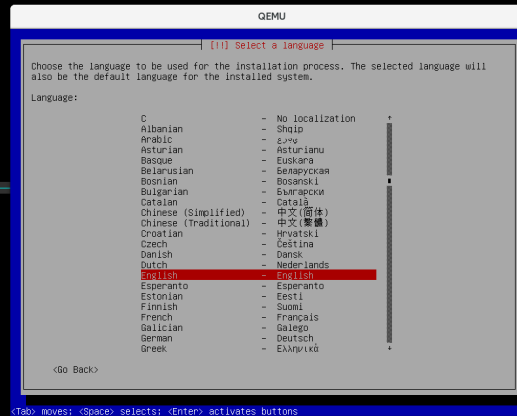 QEMU
[!!] Select a language
Choose the language to be used for the installation process. The selected language will
also be the default language for the installed system.
Language:
C - No localization
Albanian - Shqip
Arabic - عربي
Asturian - Asturianu
Basque - Euskara
Belarusian - Беларуская
Bosnian - Bosanski
Bulgarian - Български
Catalan - Català
Chinese (Simplified) - 中文(简体)
Chinese (Traditional) - 中文(繁體)
Croatian - Hrvatski
Czech - Čeština
Danish - Dansk
Dutch - Nederlands
English - English
Esperanto - Esperanto
Estonian - Eesti
Finnish - Suomi
French - Français
Galician - Galego
German - Deutsch
Greek - Ελληνικά
<Go Back>
<Tab> moves; <Space> selects; <Enter> activates buttons